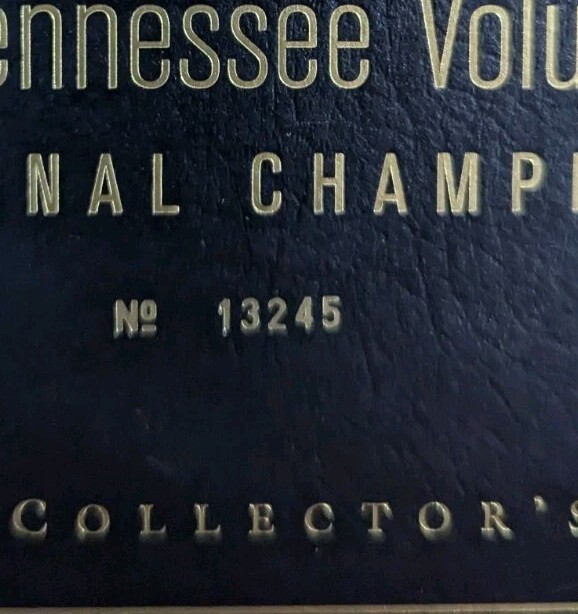 ennessee Volu
NAL CHAMP
Nº 13245
COLLECTOR'S